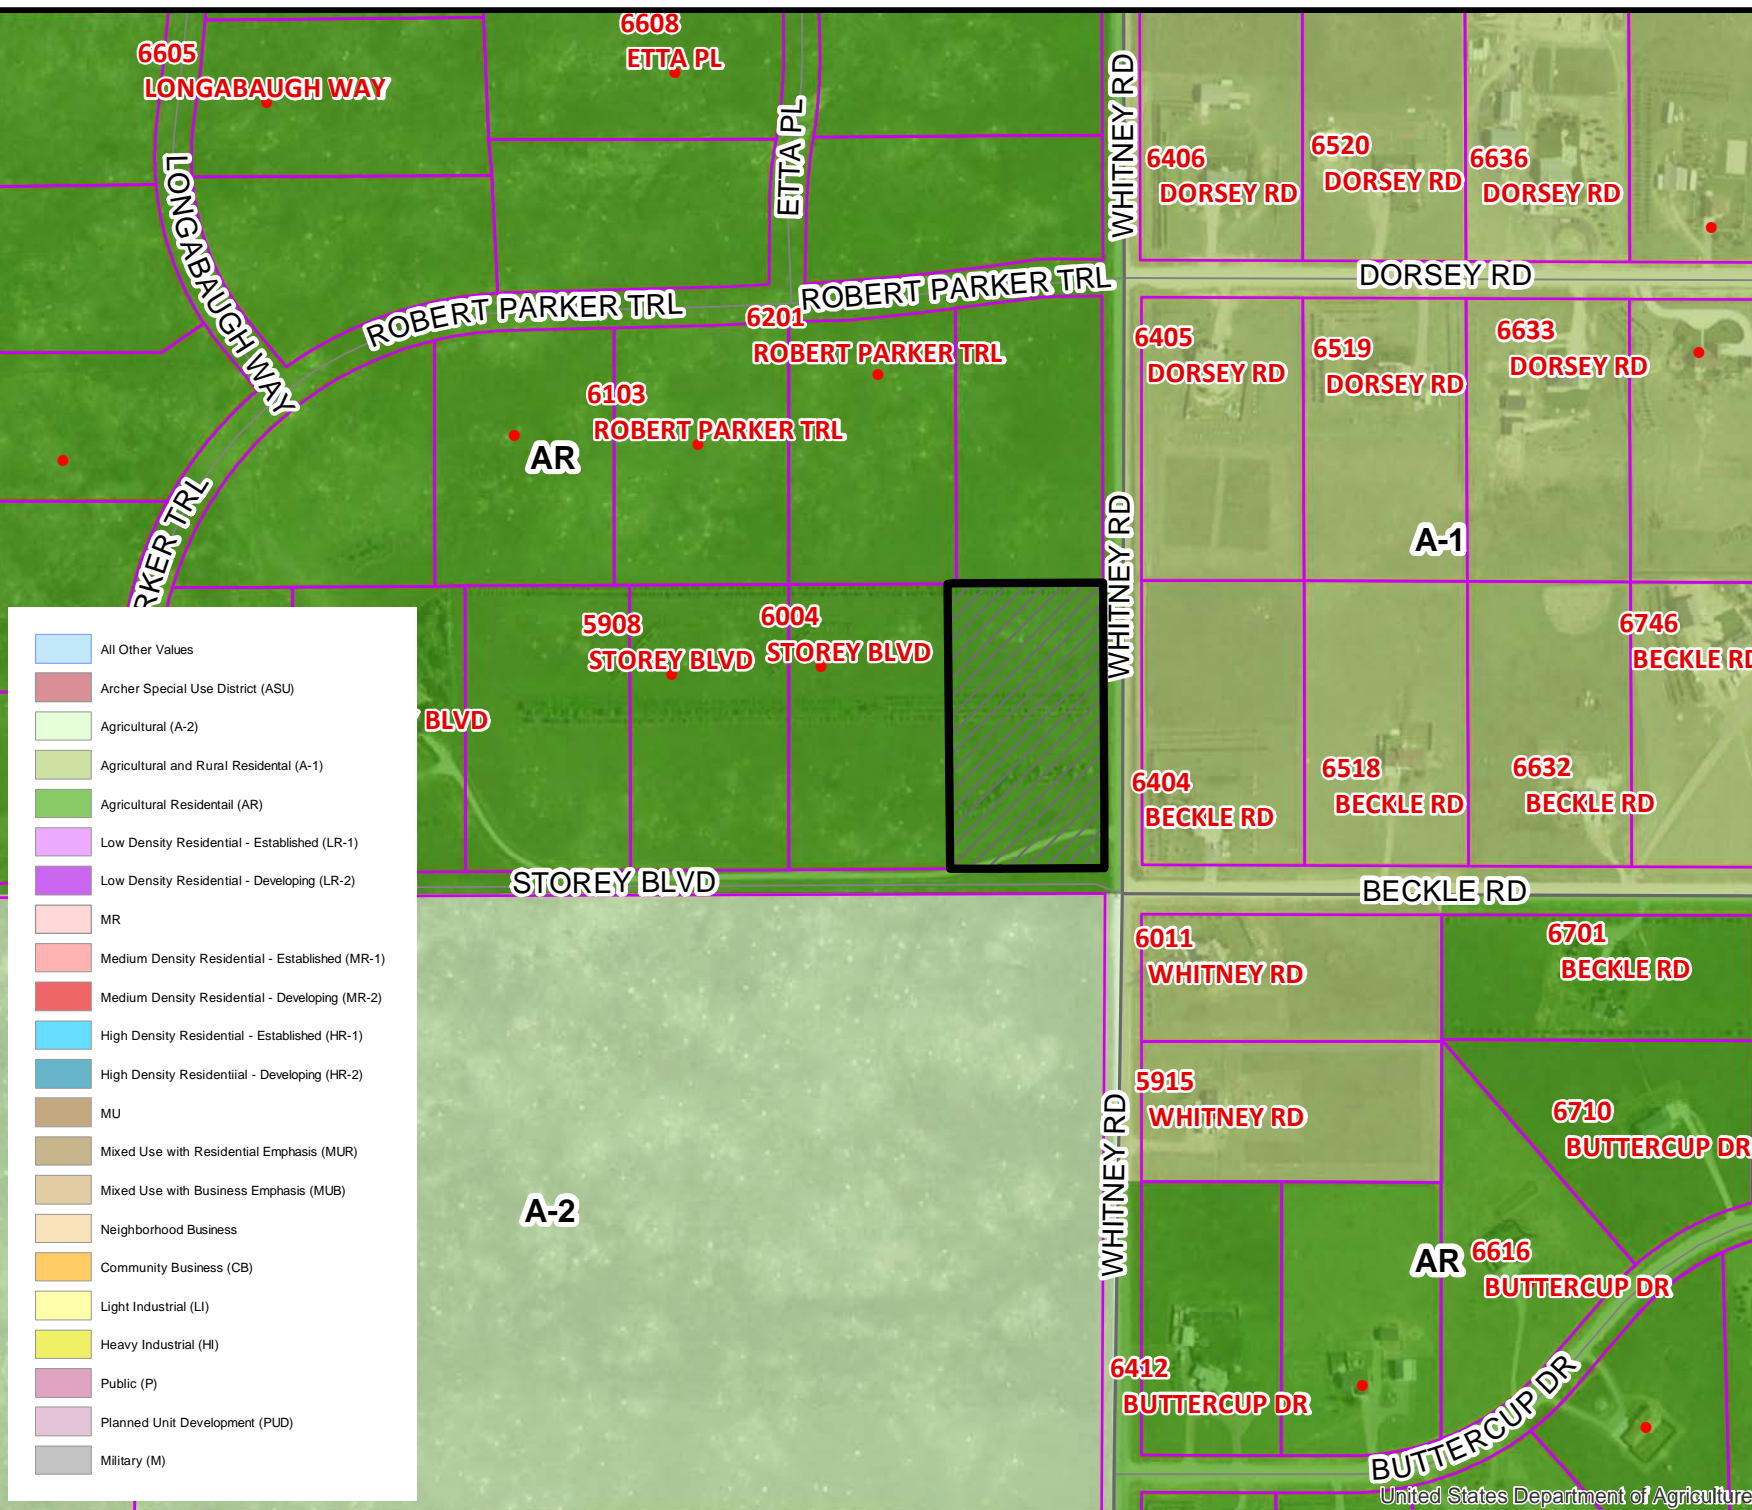 6605
LONGABAUGH WAY
6608
ETTA PL
ETTA PL
WHITNEY RD
6406
DORSEY RD
6520
DORSEY RD
6636
DORSEY RD
LONGABAUGH WAY
ROBERT PARKER TRL
ROBERT PARKER TRL
DORSEY RD
6201
ROBERT PARKER TRL
6405
DORSEY RD
6519
DORSEY RD
6633
DORSEY RD
6103
ROBERT PARKER TRL
AR
RKER TRL
WHITNEY RD
A-1
5908
STOREY BLVD
6004
STOREY BLVD
6746
BECKLE RD
BLVD
6404
BECKLE RD
6518
BECKLE RD
6632
BECKLE RD
STOREY BLVD
BECKLE RD
6011
WHITNEY RD
6701
BECKLE RD
5915
WHITNEY RD
6710
BUTTERCUP DR
WHITNEY RD
A-2
AR
6616
BUTTERCUP DR
6412
BUTTERCUP DR
BUTTERCUP DR
All Other Values
Archer Special Use District (ASU)
Agricultural (A-2)
Agricultural and Rural Residental (A-1)
Agricultural Residentail (AR)
Low Density Residential - Established (LR-1)
Low Density Residential - Developing (LR-2)
MR
Medium Density Residential - Established (MR-1)
Medium Density Residential - Developing (MR-2)
High Density Residential - Established (HR-1)
High Density Residentiial - Developing (HR-2)
MU
Mixed Use with Residential Emphasis (MUR)
Mixed Use with Business Emphasis (MUB)
Neighborhood Business
Community Business (CB)
Light Industrial (LI)
Heavy Industrial (HI)
Public (P)
Planned Unit Development (PUD)
Military (M)
United States Department of Agriculture